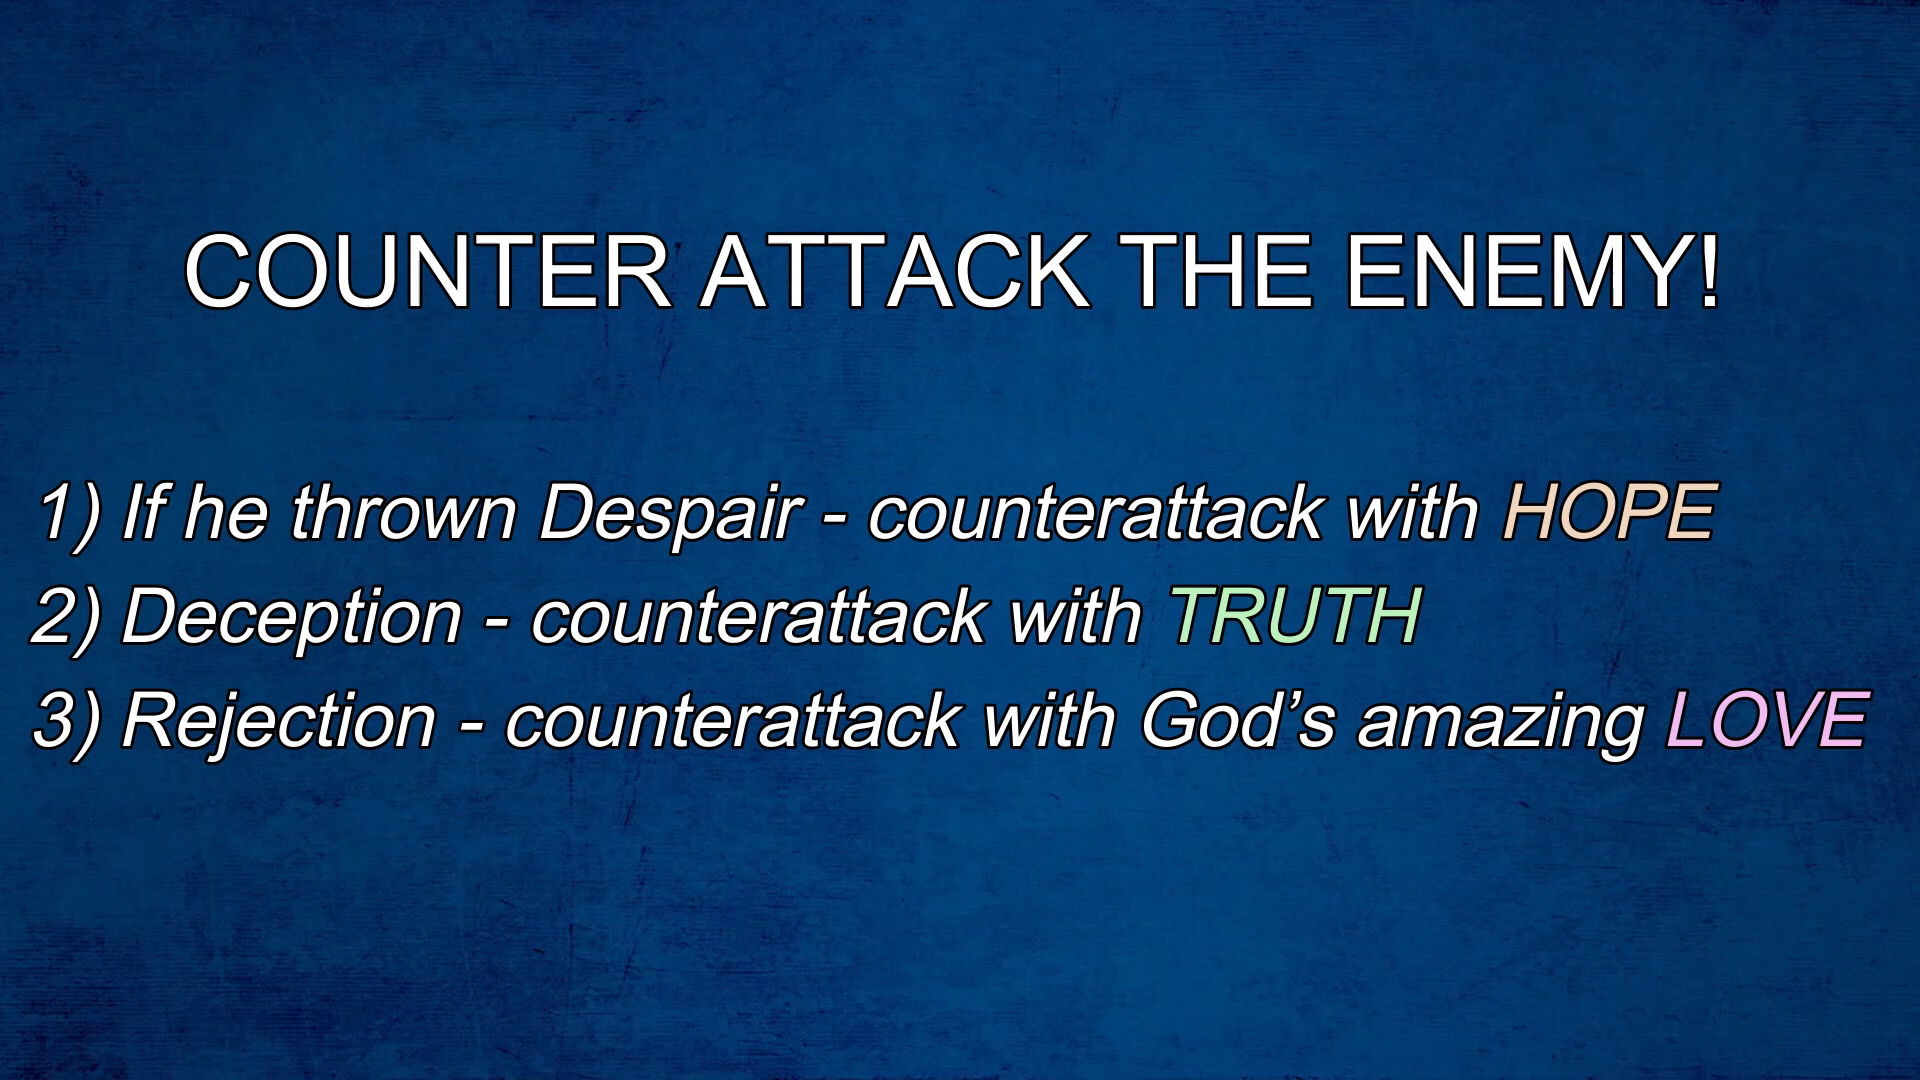 COUNTER ATTACK THE ENEMY!
1) If he thrown Despair - counterattack with HOPE
2) Deception - counterattack with TRUTH
3) Rejection - counterattack with God’s amazing LOVE